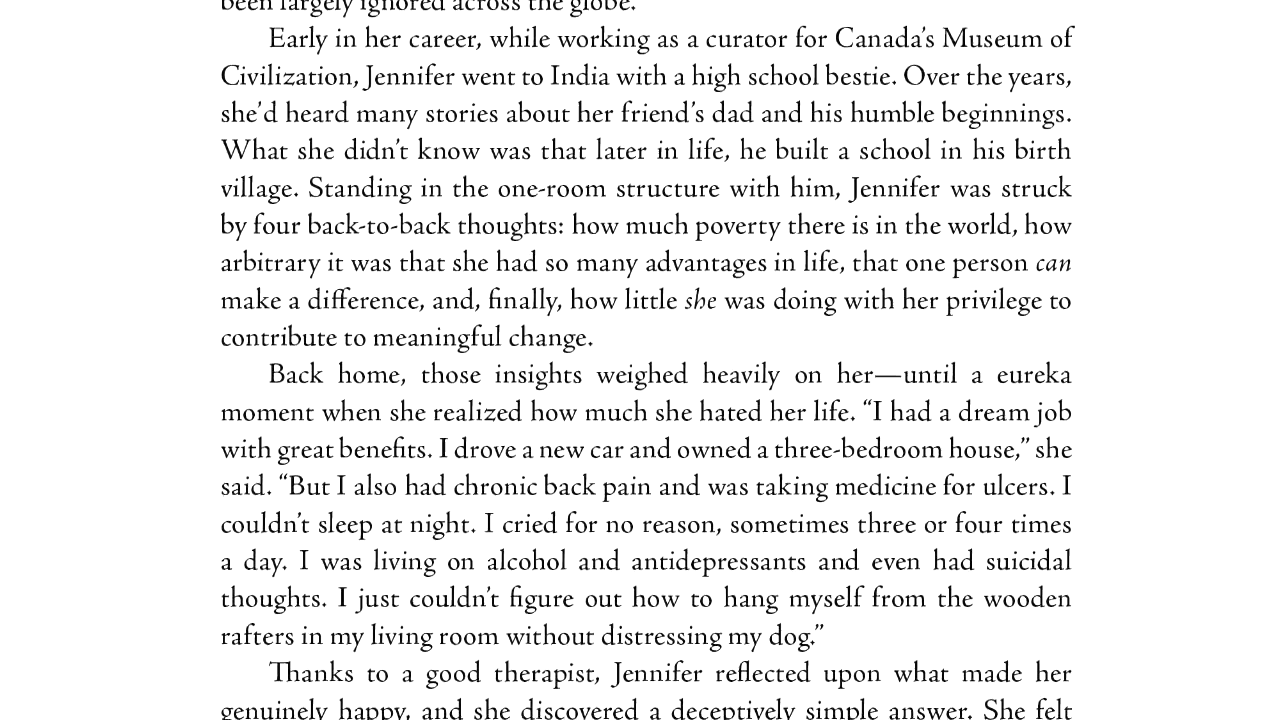 been largely ignored across the globe.
Early in her career, while working as a curator for Canada’s Museum of
Civilization, Jennifer went to India with a high school bestie. Over the years,
she’d heard many stories about her friend’s dad and his humble beginnings.
What she didn’t know was that later in life, he built a school in his birth
village. Standing in the one-room structure with him, Jennifer was struck
by four back-to-back thoughts: how much poverty there is in the world, how
arbitrary it was that she had so many advantages in life, that one person can
make a difference, and, finally, how little she was doing with her privilege to
contribute to meaningful change.
Back home, those insights weighed heavily on her—until a eureka
moment when she realized how much she hated her life. “I had a dream job
with great benefits. I drove a new car and owned a three-bedroom house,” she
said. “But I also had chronic back pain and was taking medicine for ulcers. I
couldn’t sleep at night. I cried for no reason, sometimes three or four times
a day. I was living on alcohol and antidepressants and even had suicidal
thoughts. I just couldn’t figure out how to hang myself from the wooden
rafters in my living room without distressing my dog.”
Thanks to a good therapist, Jennifer reflected upon what made her
genuinely happy, and she discovered a deceptively simple answer. She felt